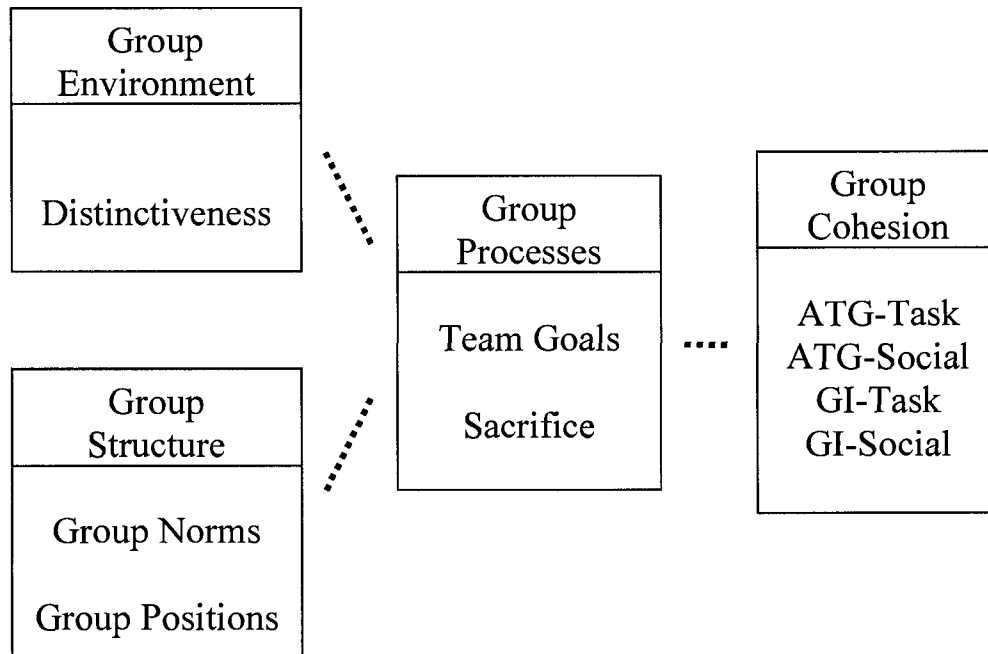 Group
Environment
Distinctiveness
Group
Structure
Group Norms
Group Positions
Group
Processes
Team Goals
Sacrifice
Group
Cohesion
ATG-Task
ATG-Social
GI-Task
GI-Social